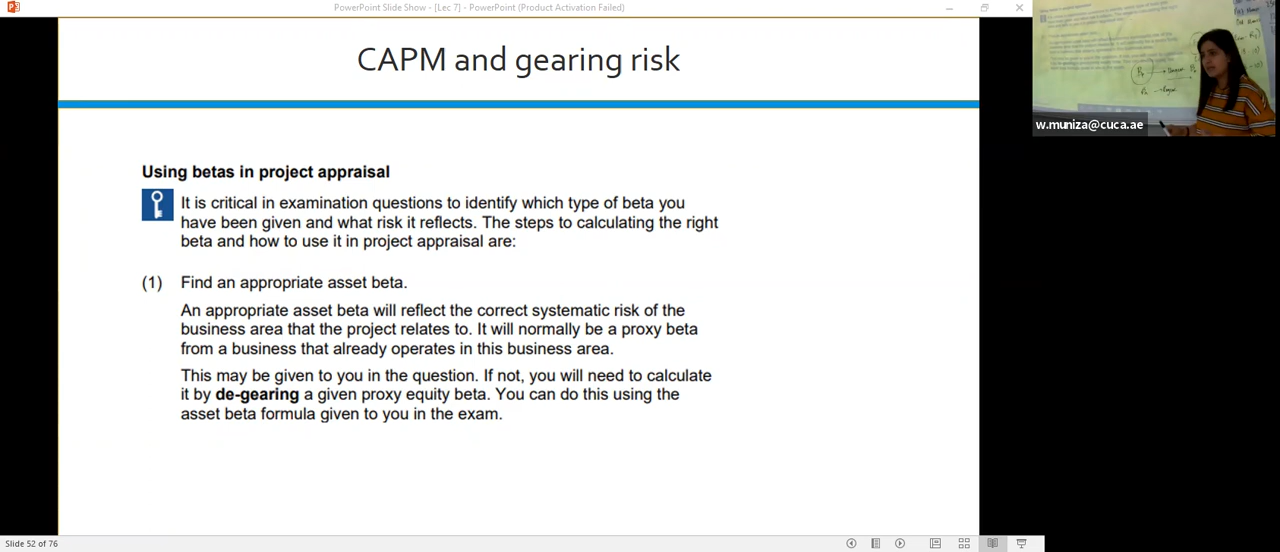 PowerPoint Slide Show - [Lec 7] - PowerPoint (Product Activation Failed)
CAPM and gearing risk
w.muniza@cuca.ae
Using betas in project appraisal
It is critical in examination questions to identify which type of beta you
have been given and what risk it reflects. The steps to calculating the right
beta and how to use it in project appraisal are:
(1) Find an appropriate asset beta.
An appropriate asset beta will reflect the correct systematic risk of the
business area that the project relates to. It will normally be a proxy beta
from a business that already operates in this business area.
This may be given to you in the question. If not, you will need to calculate
it by de-gearing a given proxy equity beta. You can do this using the
asset beta formula given to you in the exam.
Slide 52 of 76